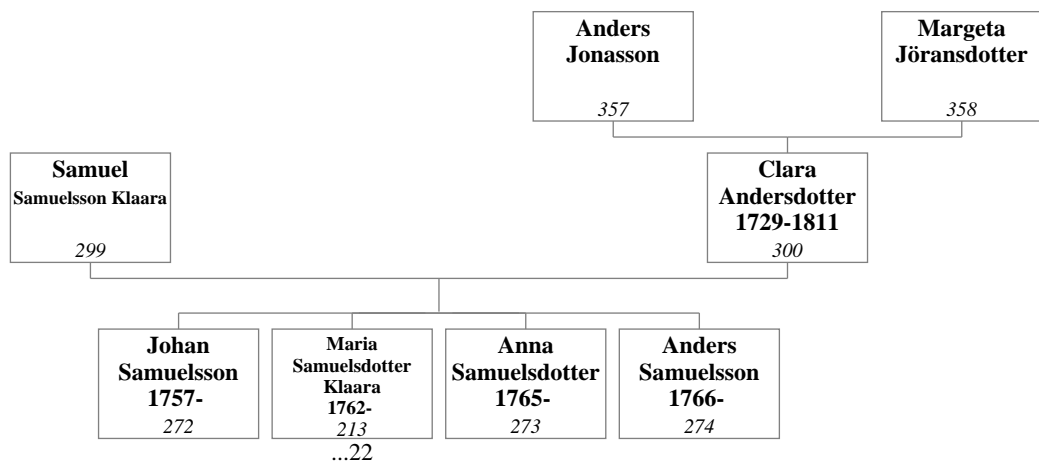 Anders
Jonasson
357
Margeta
Jöransdotter
358
Samuel
Samuelsson Klaara
299
Clara
Andersdotter
1729-1811
300
Johan
Samuelsson
1757-
272
Maria
Samuelsdotter
Klaara
1762-
213
...22
Anna
Samuelsdotter
1765-
273
Anders
Samuelsson
1766-
274